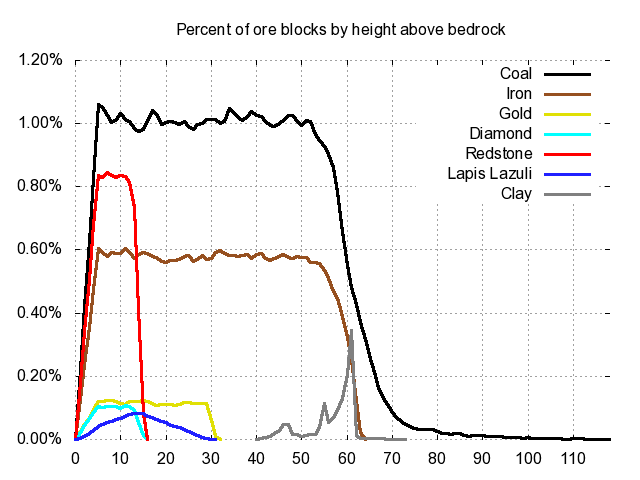 Percent of ore blocks by height above bedrock
1.20%
1.00%
0.80%
0.60%
0.40%
0.20%
0.00%
Coal
Iron
Gold
Diamond
Redstone
Lapis Lazuli
Clay
0 10 20 30 40 50 60 70 80 90 100 110